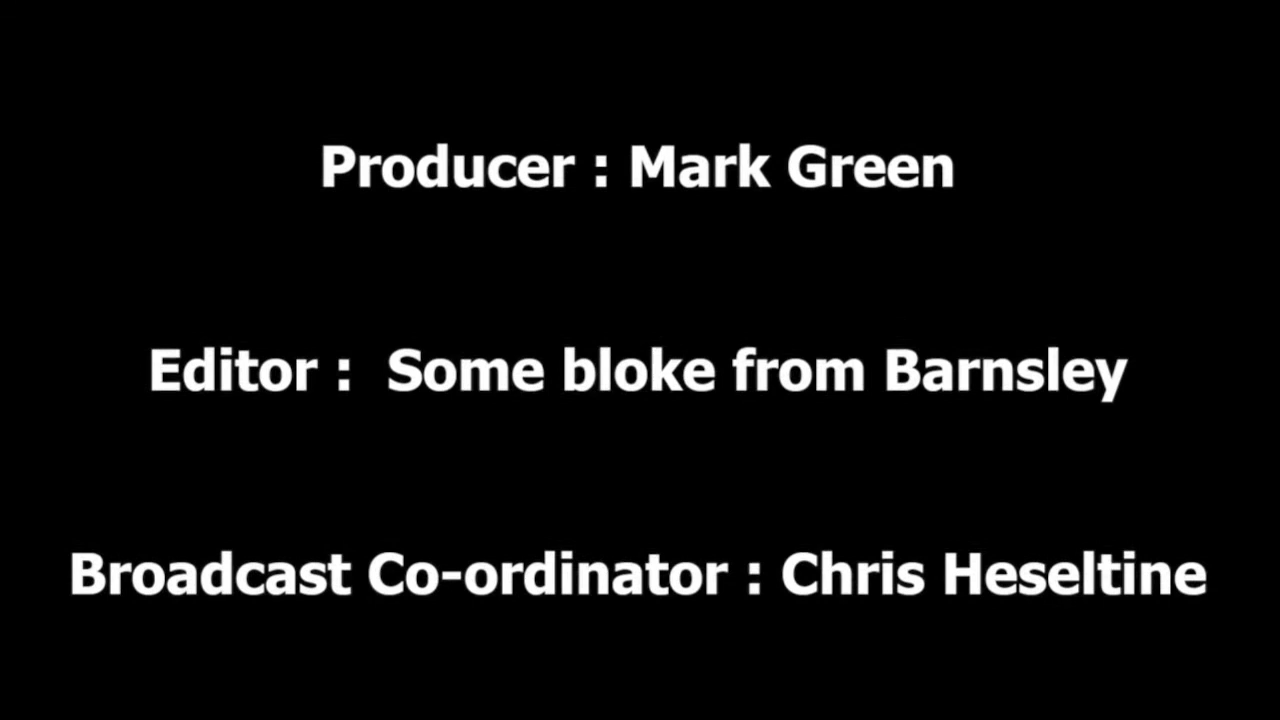 Producer : Mark Green
Editor :  Some bloke from Barnsley
Broadcast Co-ordinator : Chris Heseltine